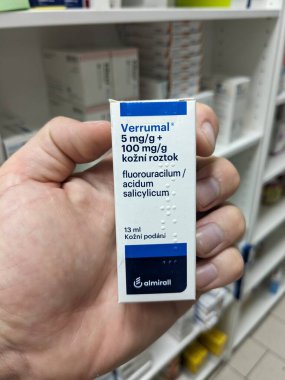 Verrumal®
5 mg/g +
100 mg/g
kožní roztok
fluorouracilum /
acidum
salicylicum
13 ml
Kožní podání
almirall